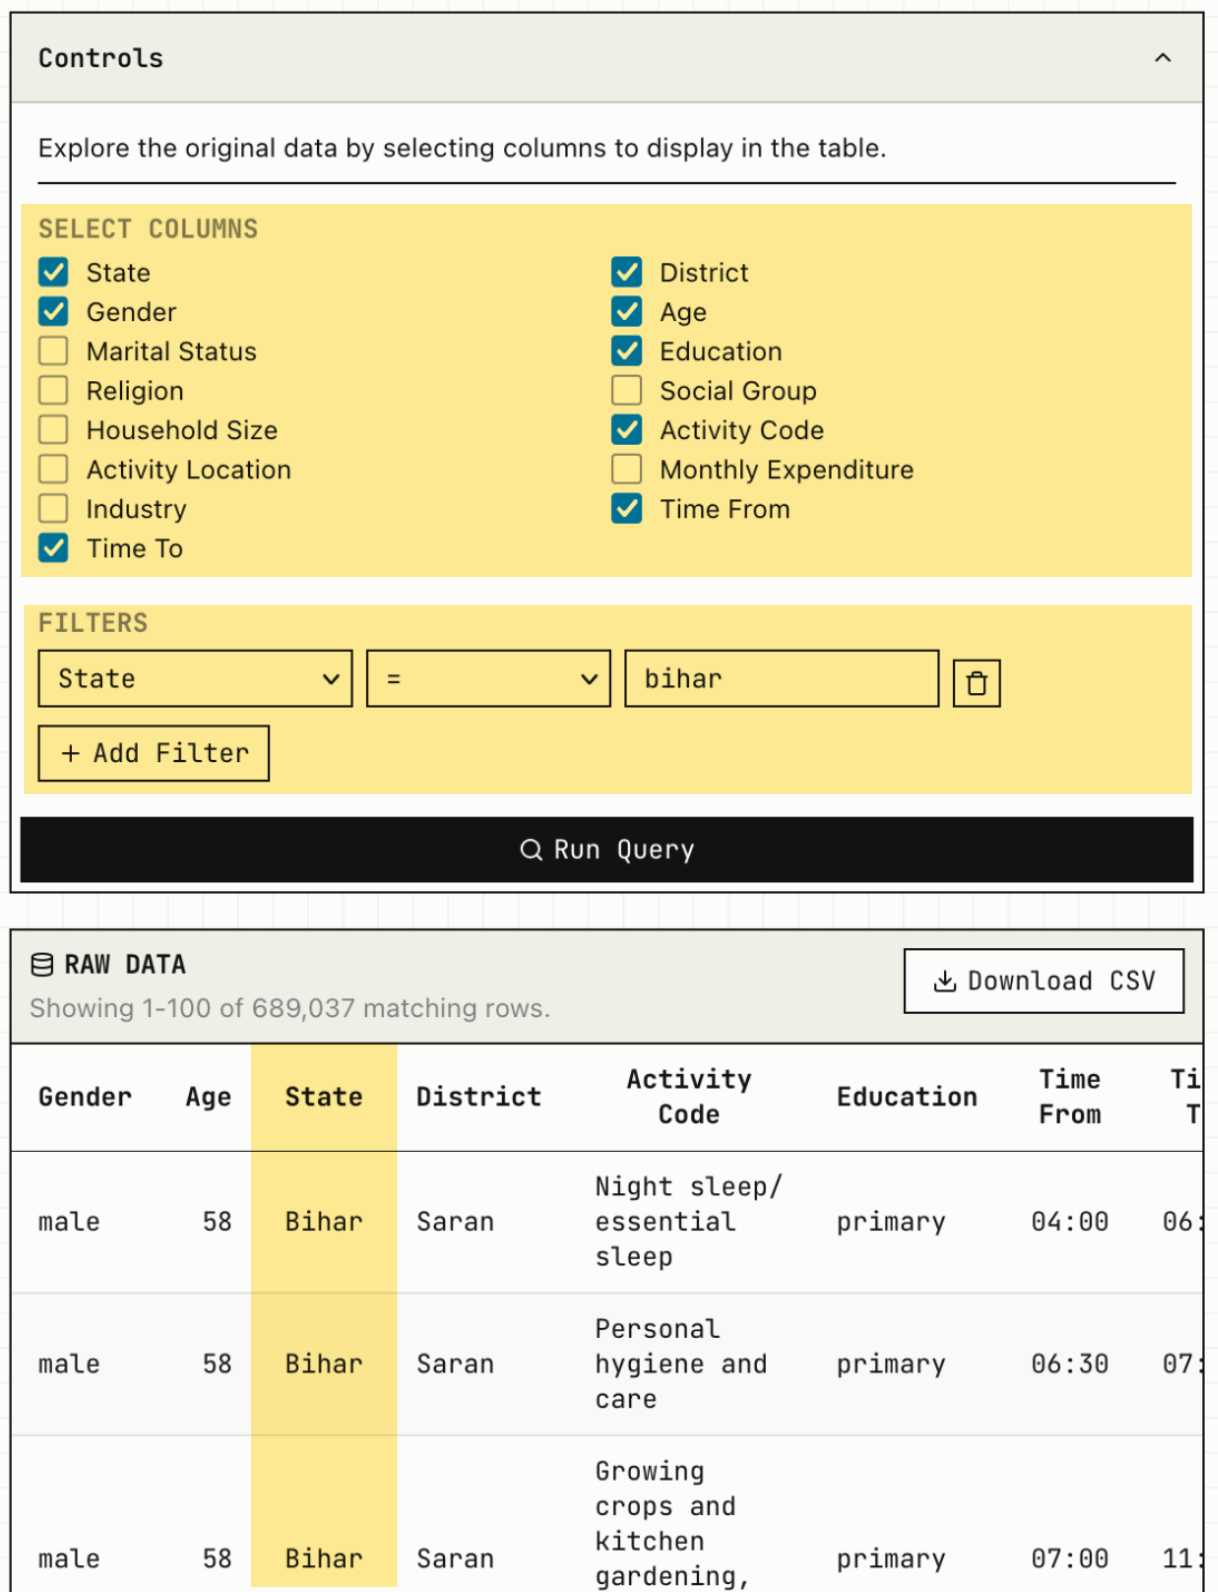 Controls
Explore the original data by selecting columns to display in the table.
SELECT COLUMNS
State
District
Gender
Age
Marital Status
Education
Religion
Social Group
Household Size
Activity Code
Activity Location
Monthly Expenditure
Industry
Time From
Time To
FILTERS
State = bihar
+ Add Filter
Run Query
RAW DATA
Download CSV
Showing 1-100 of 689,037 matching rows.
Gender Age State District Activity Code Education Time From Ti T
male 58 Bihar Saran Night sleep/ essential sleep primary 04:00 06:
male 58 Bihar Saran Personal hygiene and care primary 06:30 07:
male 58 Bihar Saran Growing crops and kitchen gardening, primary 07:00 11: